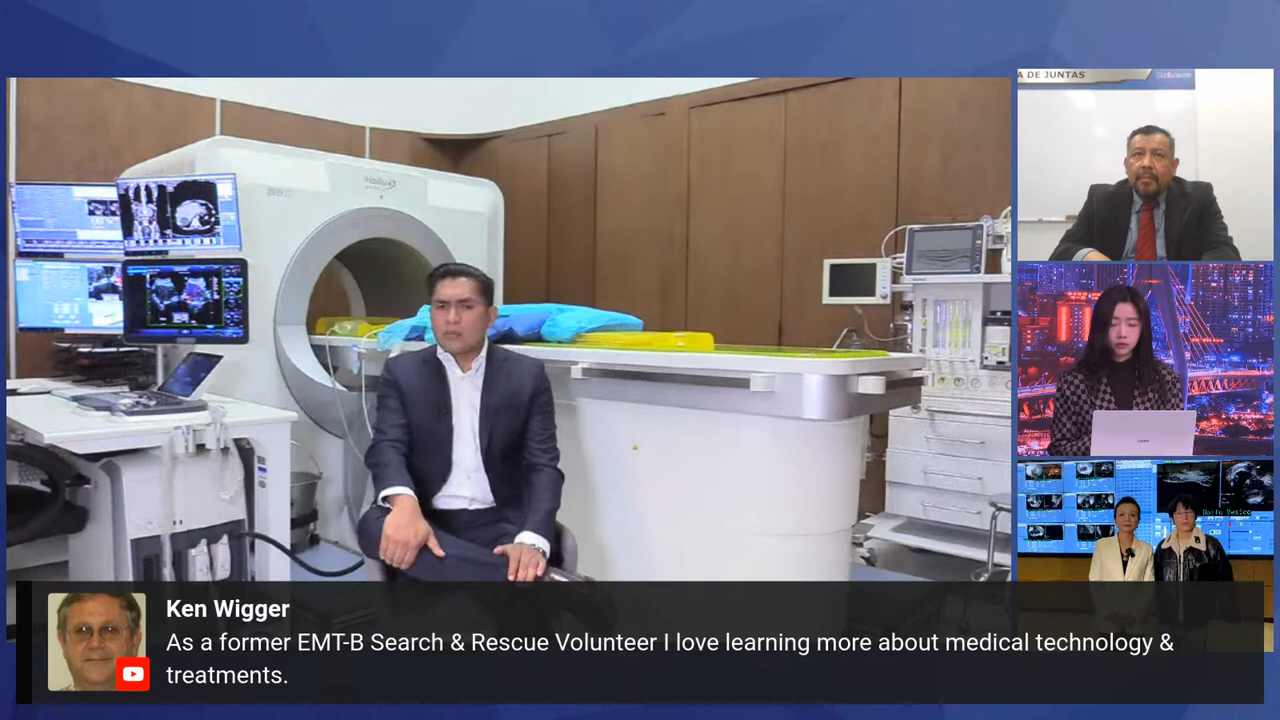 A DE JUNTAS
Haifu
Haifu Mexico
Ken Wigger
As a former EMT-B Search & Rescue Volunteer I love learning more about medical technology &
treatments.